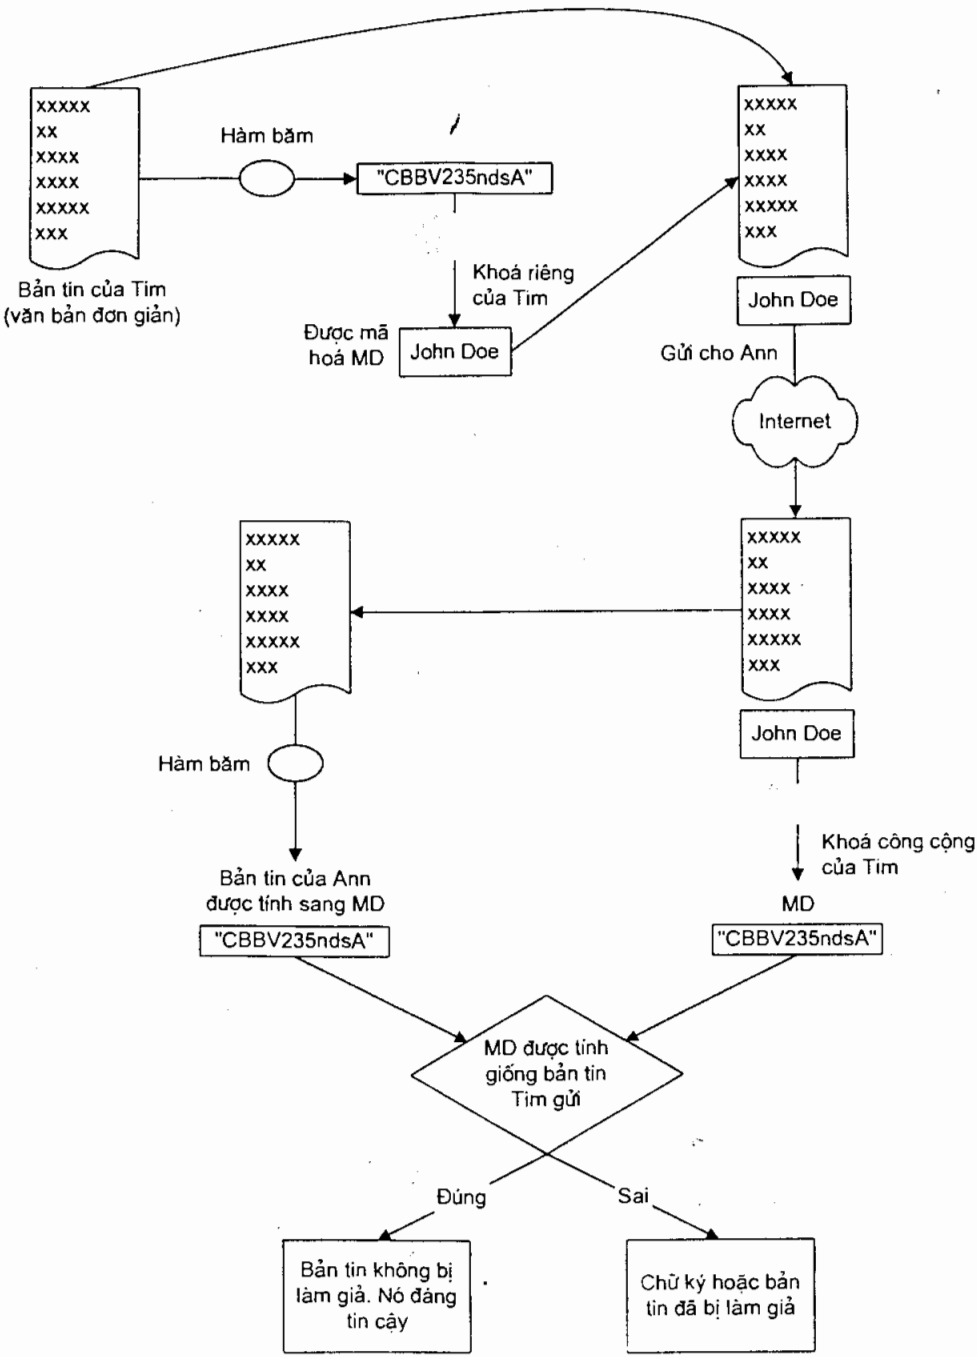 xxxxx
xx
xxxx
xxxx
xxxxx
xxx
Bản tin của Tim
(văn bản đơn giản)
Hàm băm
"CBBV235ndsA"
Khoá riêng
của Tim
Được mã
hoá MD
John Doe
xxxxx
xx
xxxx
xxxx
xxxxx
xxx
John Doe
Gửi cho Ann
Internet
xxxxx
xx
xxxx
xxxx
xxxxx
xxx
John Doe
xxxxx
xx
xxxx
xxxx
xxxxx
xxx
Hàm băm
Bản tin của Ann
được tính sang MD
"CBBV235ndsA"
Khoá công cộng
của Tim
MD
"CBBV235ndsA"
MD được tính
giống bản tin
Tim gửi
Đúng
Sai
Bản tin không bị
làm giả. Nó đáng
tin cậy
Chữ ký hoặc bản
tin đã bị làm giả